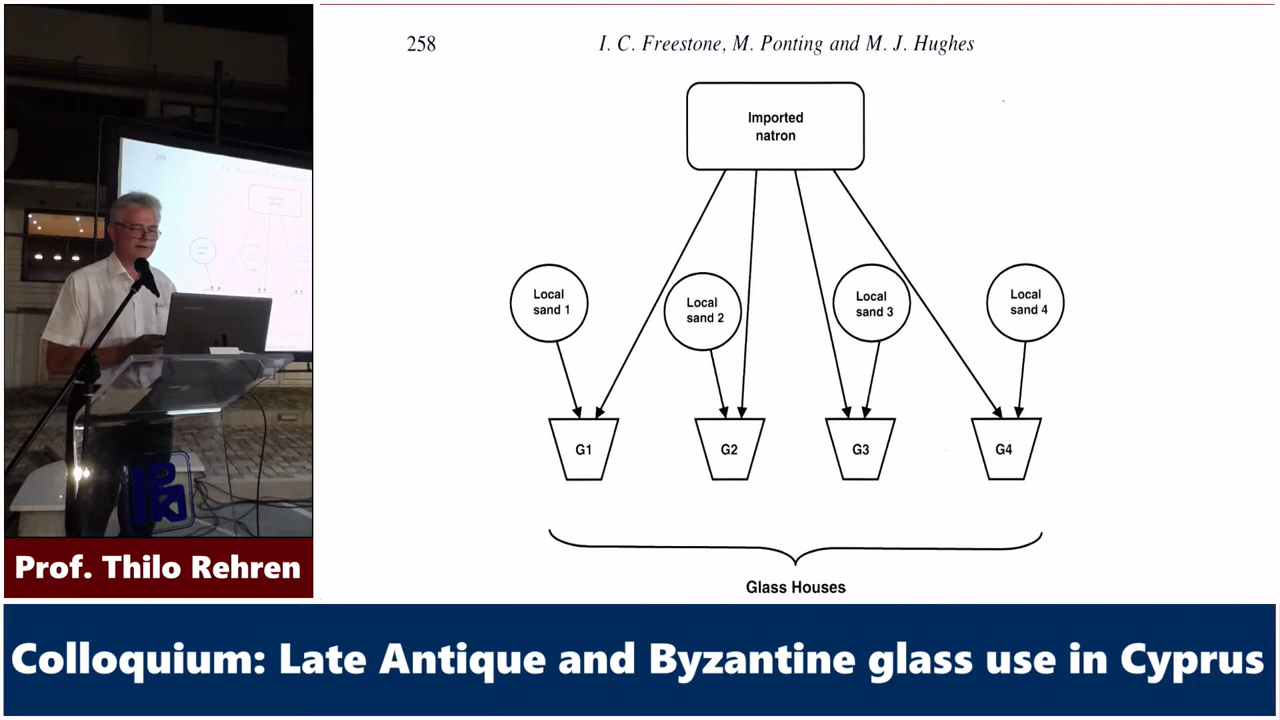 258
I. C. Freestone, M. Ponting and M. J. Hughes
Imported
natron
Local
sand 1
Local
sand 2
Local
sand 3
Local
sand 4
G1
G2
G3
G4
Glass Houses
Prof. Thilo Rehren
Colloquium: Late Antique and Byzantine glass use in Cyprus